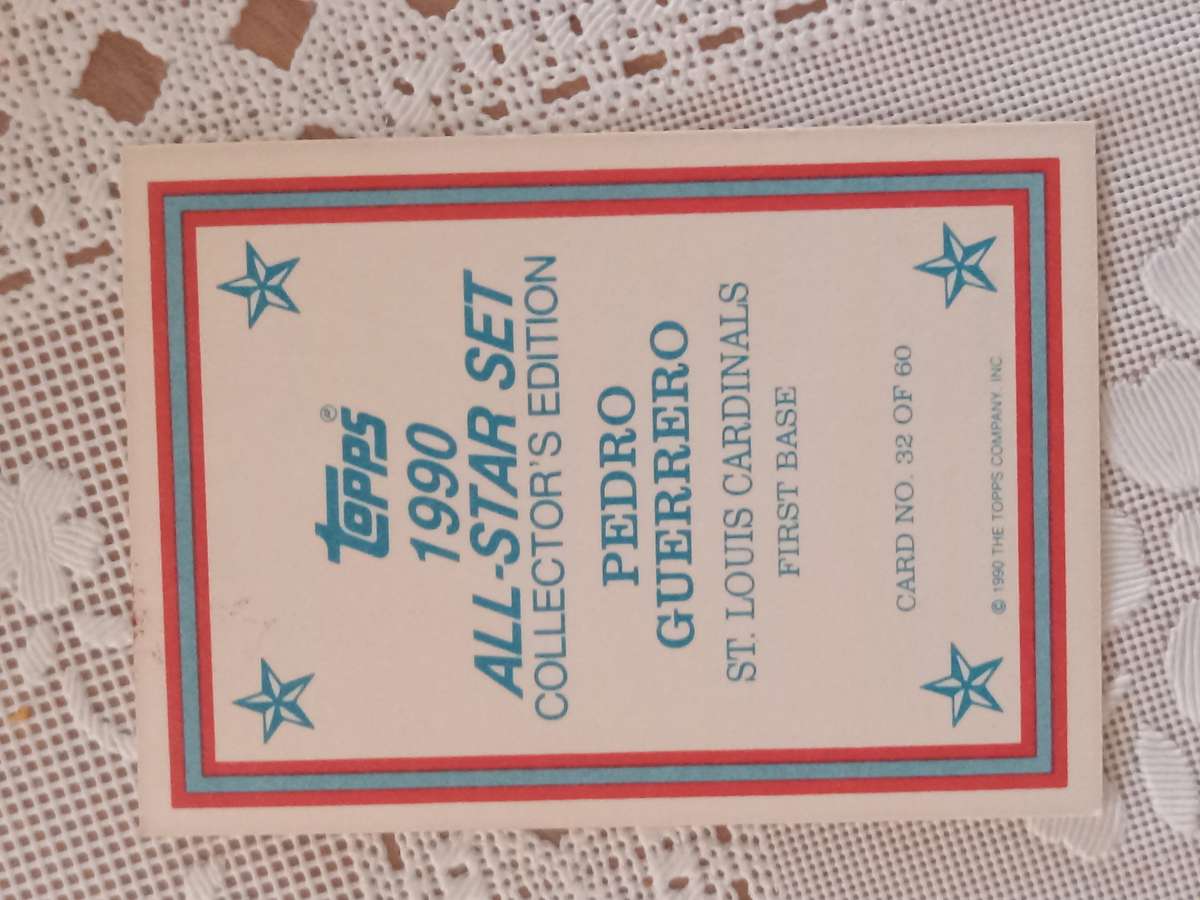 TOPPS®
1990
ALL-STAR SET
COLLECTOR'S EDITION
PEDRO
GUERRERO
ST. LOUIS CARDINALS
FIRST BASE
CARD NO. 32 OF 60
© 1990 THE TOPPS COMPANY, INC